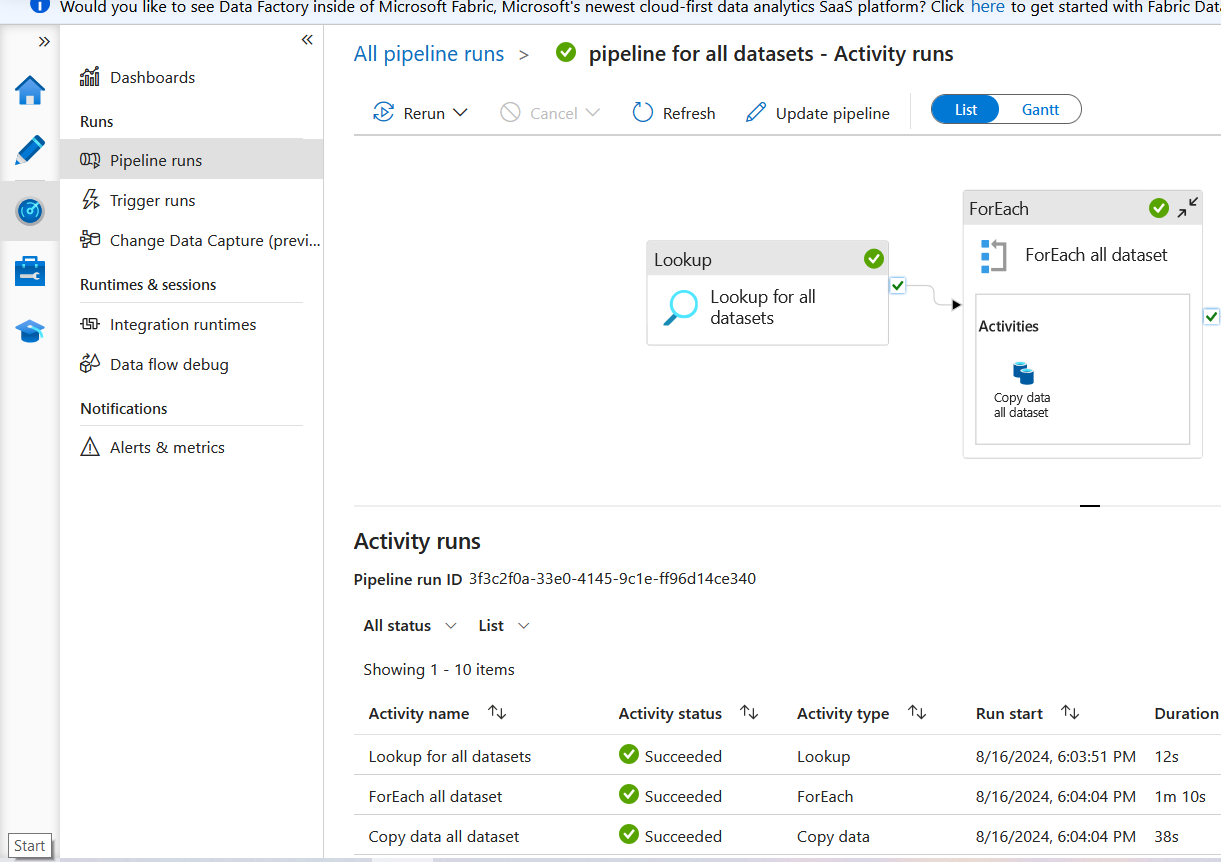 Would you like to see Data Factory inside of Microsoft Fabric, Microsoft's newest cloud-first data analytics SaaS platform? Click here to get started with Fabric
Dashboards
Runs
Pipeline runs
Trigger runs
Change Data Capture (previ...
Runtimes & sessions
Integration runtimes
Data flow debug
Notifications
Alerts & metrics
Start
All pipeline runs > pipeline for all datasets - Activity runs
Rerun Cancel Refresh Update pipeline List Gantt
Lookup
Lookup for all
datasets
ForEach
ForEach all dataset
Activities
Copy data
all dataset
Activity runs
Pipeline run ID 3f3c2f0a-33e0-4145-9c1e-ff96d14ce340
All status List
Showing 1 - 10 items
Activity name Activity status Activity type Run start Duration
Lookup for all datasets Succeeded Lookup 8/16/2024, 6:03:51 PM 12s
ForEach all dataset Succeeded ForEach 8/16/2024, 6:04:04 PM 1m 10s
Copy data all dataset Succeeded Copy data 8/16/2024, 6:04:04 PM 38s